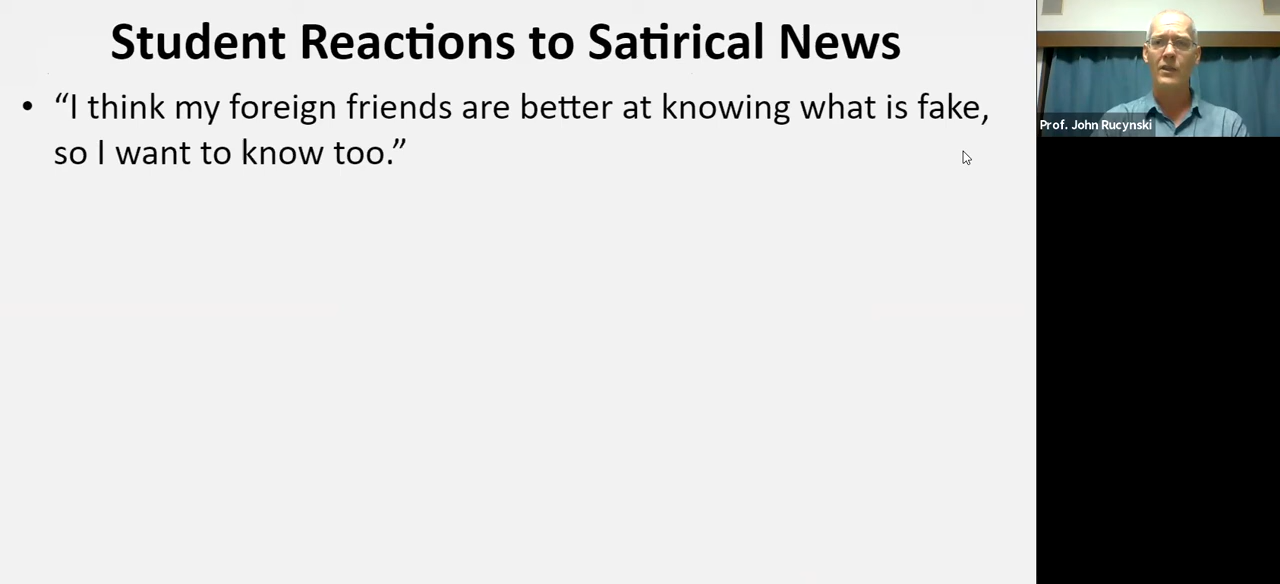 Student Reactions to Satirical News
• “I think my foreign friends are better at knowing what is fake,
so I want to know too.”
Prof. John Rucynski